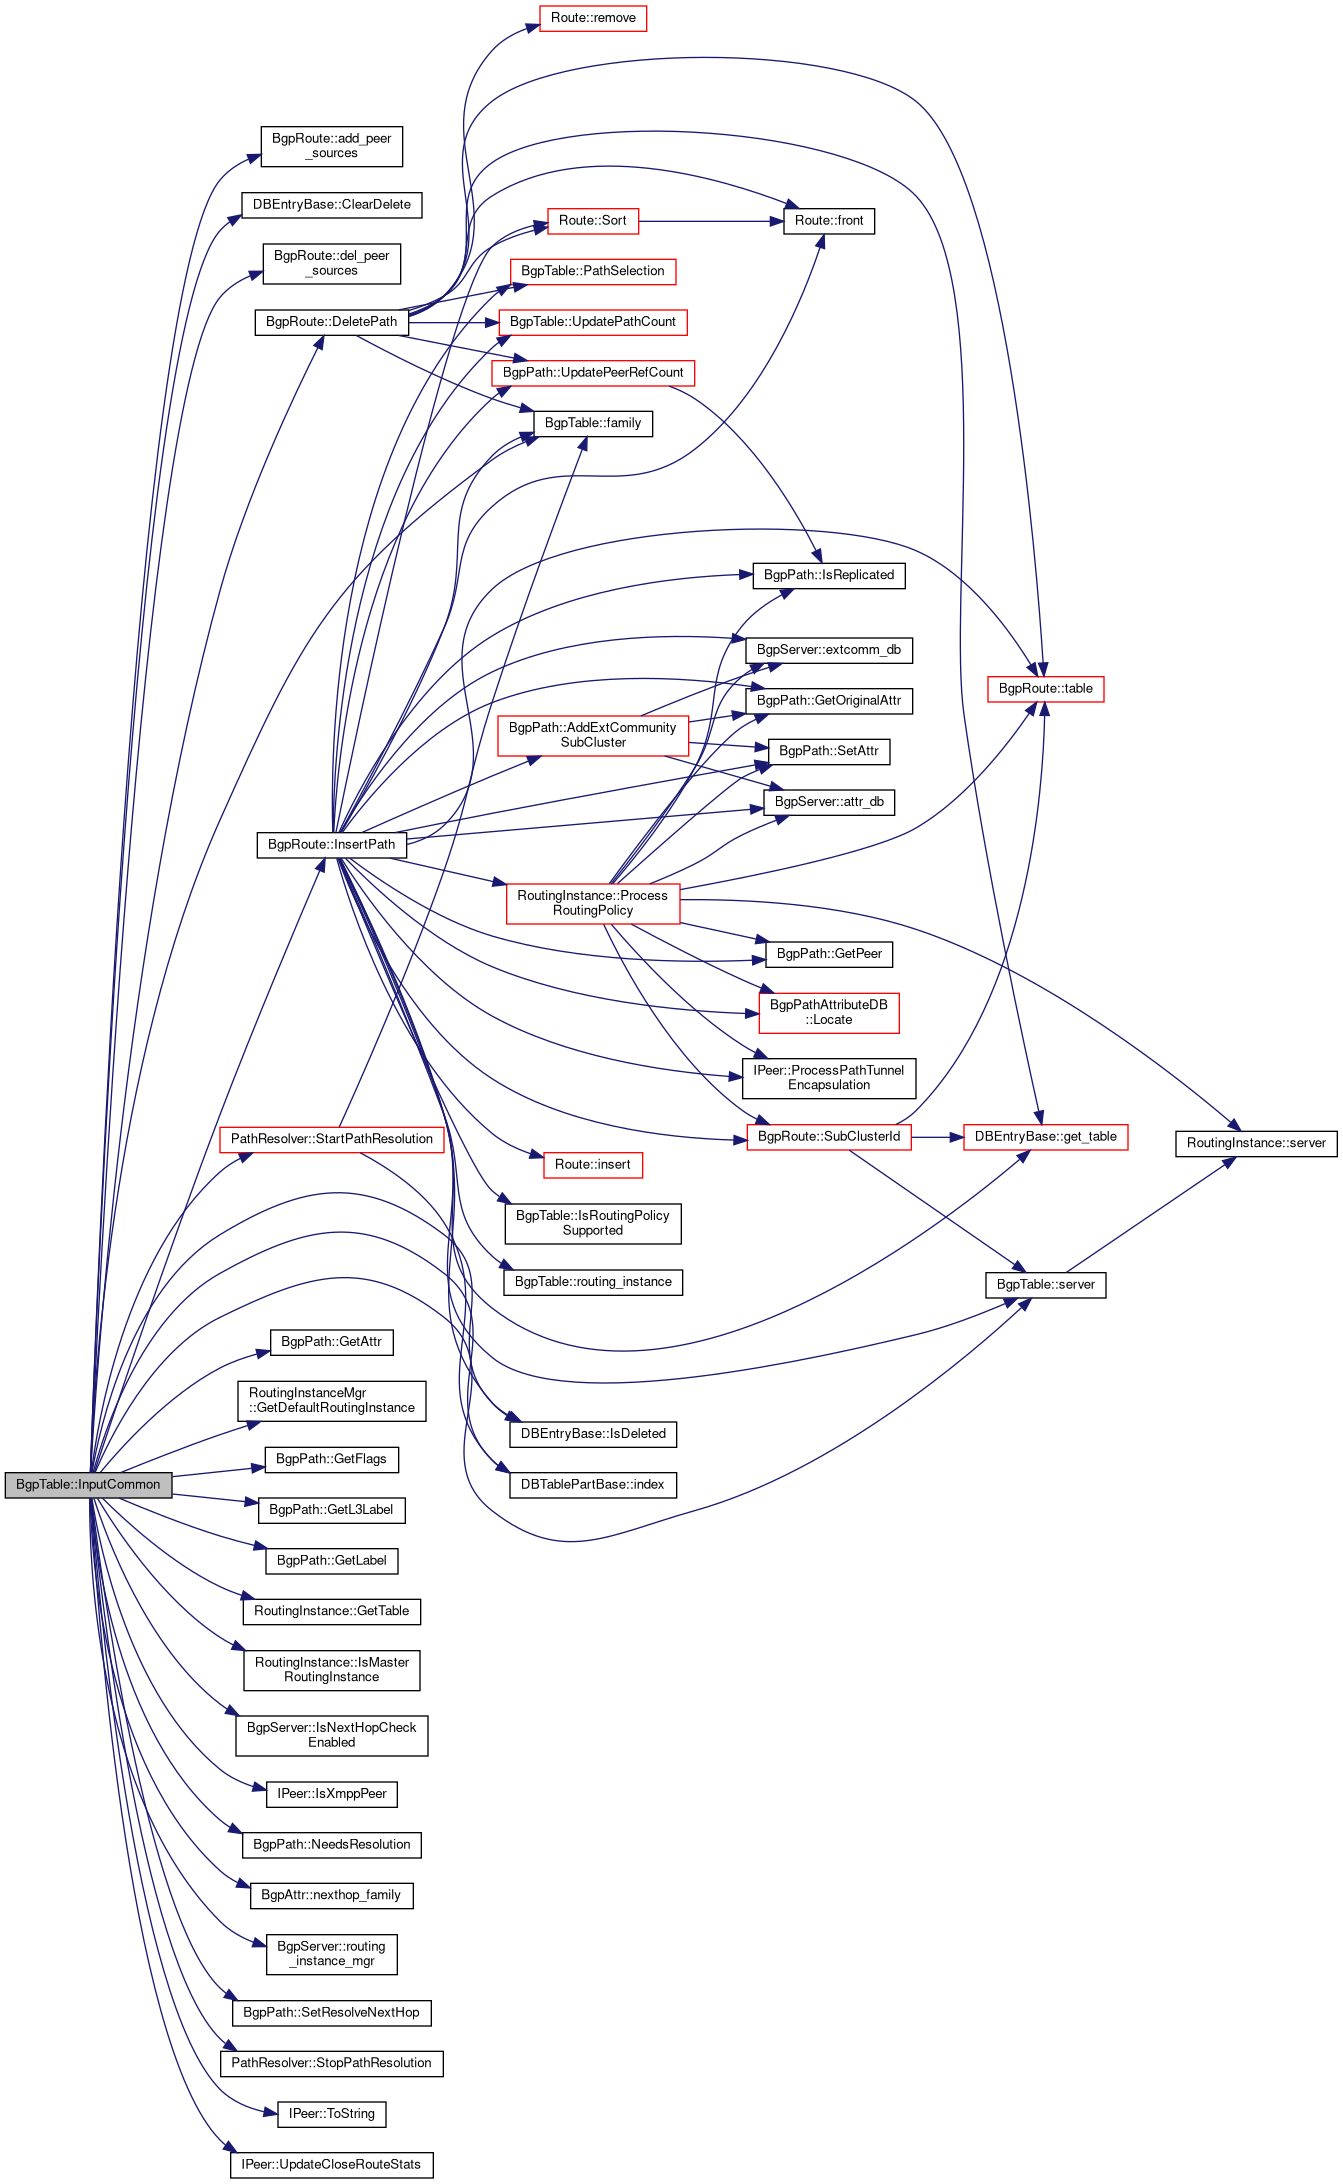 Route::remove
BgpRoute::add_peer
_sources
DBEntryBase::ClearDelete
Route::Sort
Route::front
BgpRoute::del_peer
_sources
BgpTable::PathSelection
BgpRoute::DeletePath
BgpTable::UpdatePathCount
BgpPath::UpdatePeerRefCount
BgpTable::family
BgpPath::IsReplicated
BgpServer::extcomm_db
BgpRoute::table
BgpPath::GetOriginalAttr
BgpPath::AddExtCommunity
SubCluster
BgpPath::SetAttr
BgpServer::attr_db
BgpRoute::InsertPath
RoutingInstance::Process
RoutingPolicy
BgpPath::GetPeer
BgpPathAttributeDB
::Locate
IPeer::ProcessPathTunnel
Encapsulation
PathResolver::StartPathResolution
BgpRoute::SubClusterId
DBEntryBase::get_table
RoutingInstance::server
Route::insert
BgpTable::IsRoutingPolicy
Supported
BgpTable::routing_instance
BgpTable::server
BgpPath::GetAttr
RoutingInstanceMgr
::GetDefaultRoutingInstance
DBEntryBase::IsDeleted
BgpPath::GetFlags
BgpTable::InputCommon
DBTablePartBase::index
BgpPath::GetL3Label
BgpPath::GetLabel
RoutingInstance::GetTable
RoutingInstance::IsMaster
RoutingInstance
BgpServer::IsNextHopCheck
Enabled
IPeer::IsXmppPeer
BgpPath::NeedsResolution
BgpAttr::nexthop_family
BgpServer::routing
_instance_mgr
BgpPath::SetResolveNextHop
PathResolver::StopPathResolution
IPeer::ToString
IPeer::UpdateCloseRouteStats